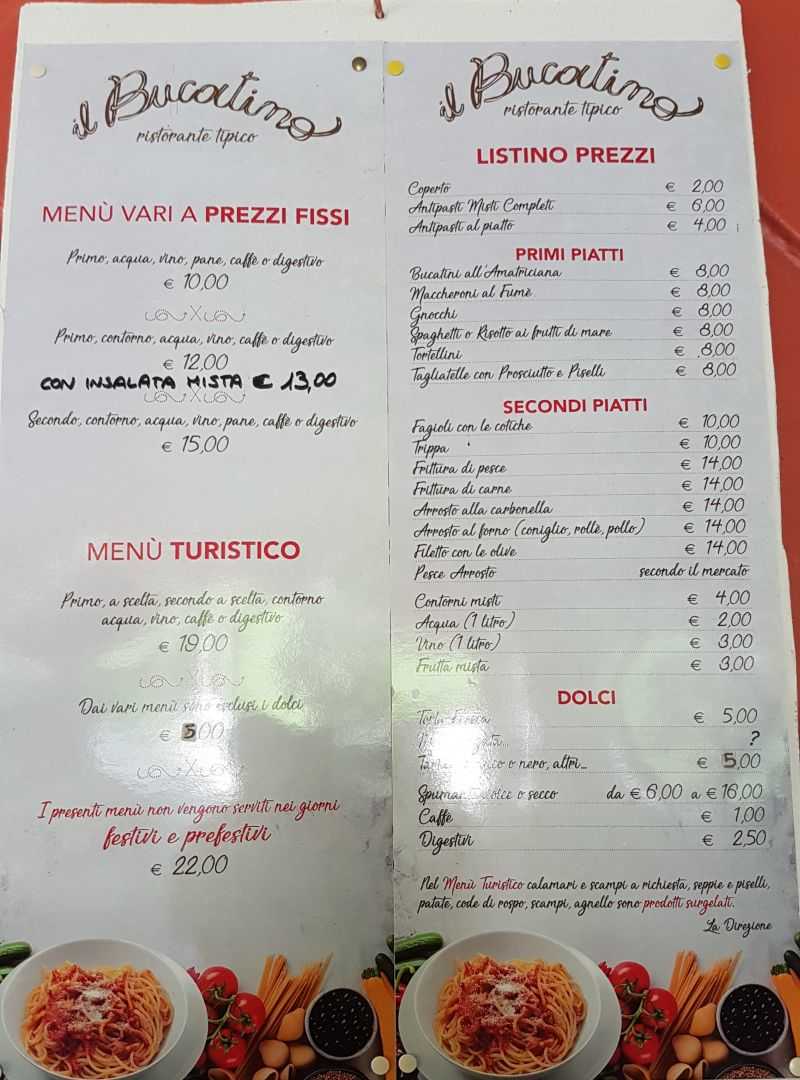 il Bucatino
ristorante tipico
MENÙ VARI A PREZZI FISSI
Primo, acqua, vino, pane, caffè o digestivo
€ 10,00
Primo, contorno, acqua, vino, caffè o digestivo
€ 12,00
CON INSALATA MISTA € 13,00
Secondo, contorno, acqua, vino, pane, caffè o digestivo
€ 15,00
MENÙ TURISTICO
Primo, a scelta, secondo a scelta, contorno
acqua, vino, caffè o digestivo
€ 19,00
Dai vari menù sono esclusi i dolci
€ 5,00
I presenti menù non vengono serviti nei giorni
festivi e prefestivi
€ 22,00
il Bucatino
ristorante tipico
LISTINO PREZZI
Coperto € 2,00
Antipasti Misti Completi € 6,00
Antipasti al piatto € 4,00
PRIMI PIATTI
Bucatini all'Amatriciana € 8,00
Maccheroni al Fumè € 8,00
Gnocchi € 8,00
Spaghetti o Risotto ai frutti di mare € 8,00
Tortellini € 8,00
Tagliatelle con Prosciutto e Piselli € 8,00
SECONDI PIATTI
Fagioli con le cotiche € 10,00
Trippa € 10,00
Frittura di pesce € 14,00
Frittura di carne € 14,00
Arrosto alla carbonella € 14,00
Arrosto al forno (coniglio, rollè, pollo) € 14,00
Filetto con le olive € 14,00
Pesce Arrosto secondo il mercato
Contorni misti € 4,00
Acqua (1 litro) € 2,00
Vino (1 litro) € 3,00
Frutta mista € 3,00
DOLCI
Torta € 5,00
?
o nero, altri... € 5,00
Spumanti dolce o secco da € 6,00 a € 16,00
Caffè € 1,00
Digestivi € 2,50
Nel Menù Turistico calamari e scampi a richiesta, seppie e piselli,
patate, code di rospo, scampi, agnello sono prodotti surgelati.
La Direzione